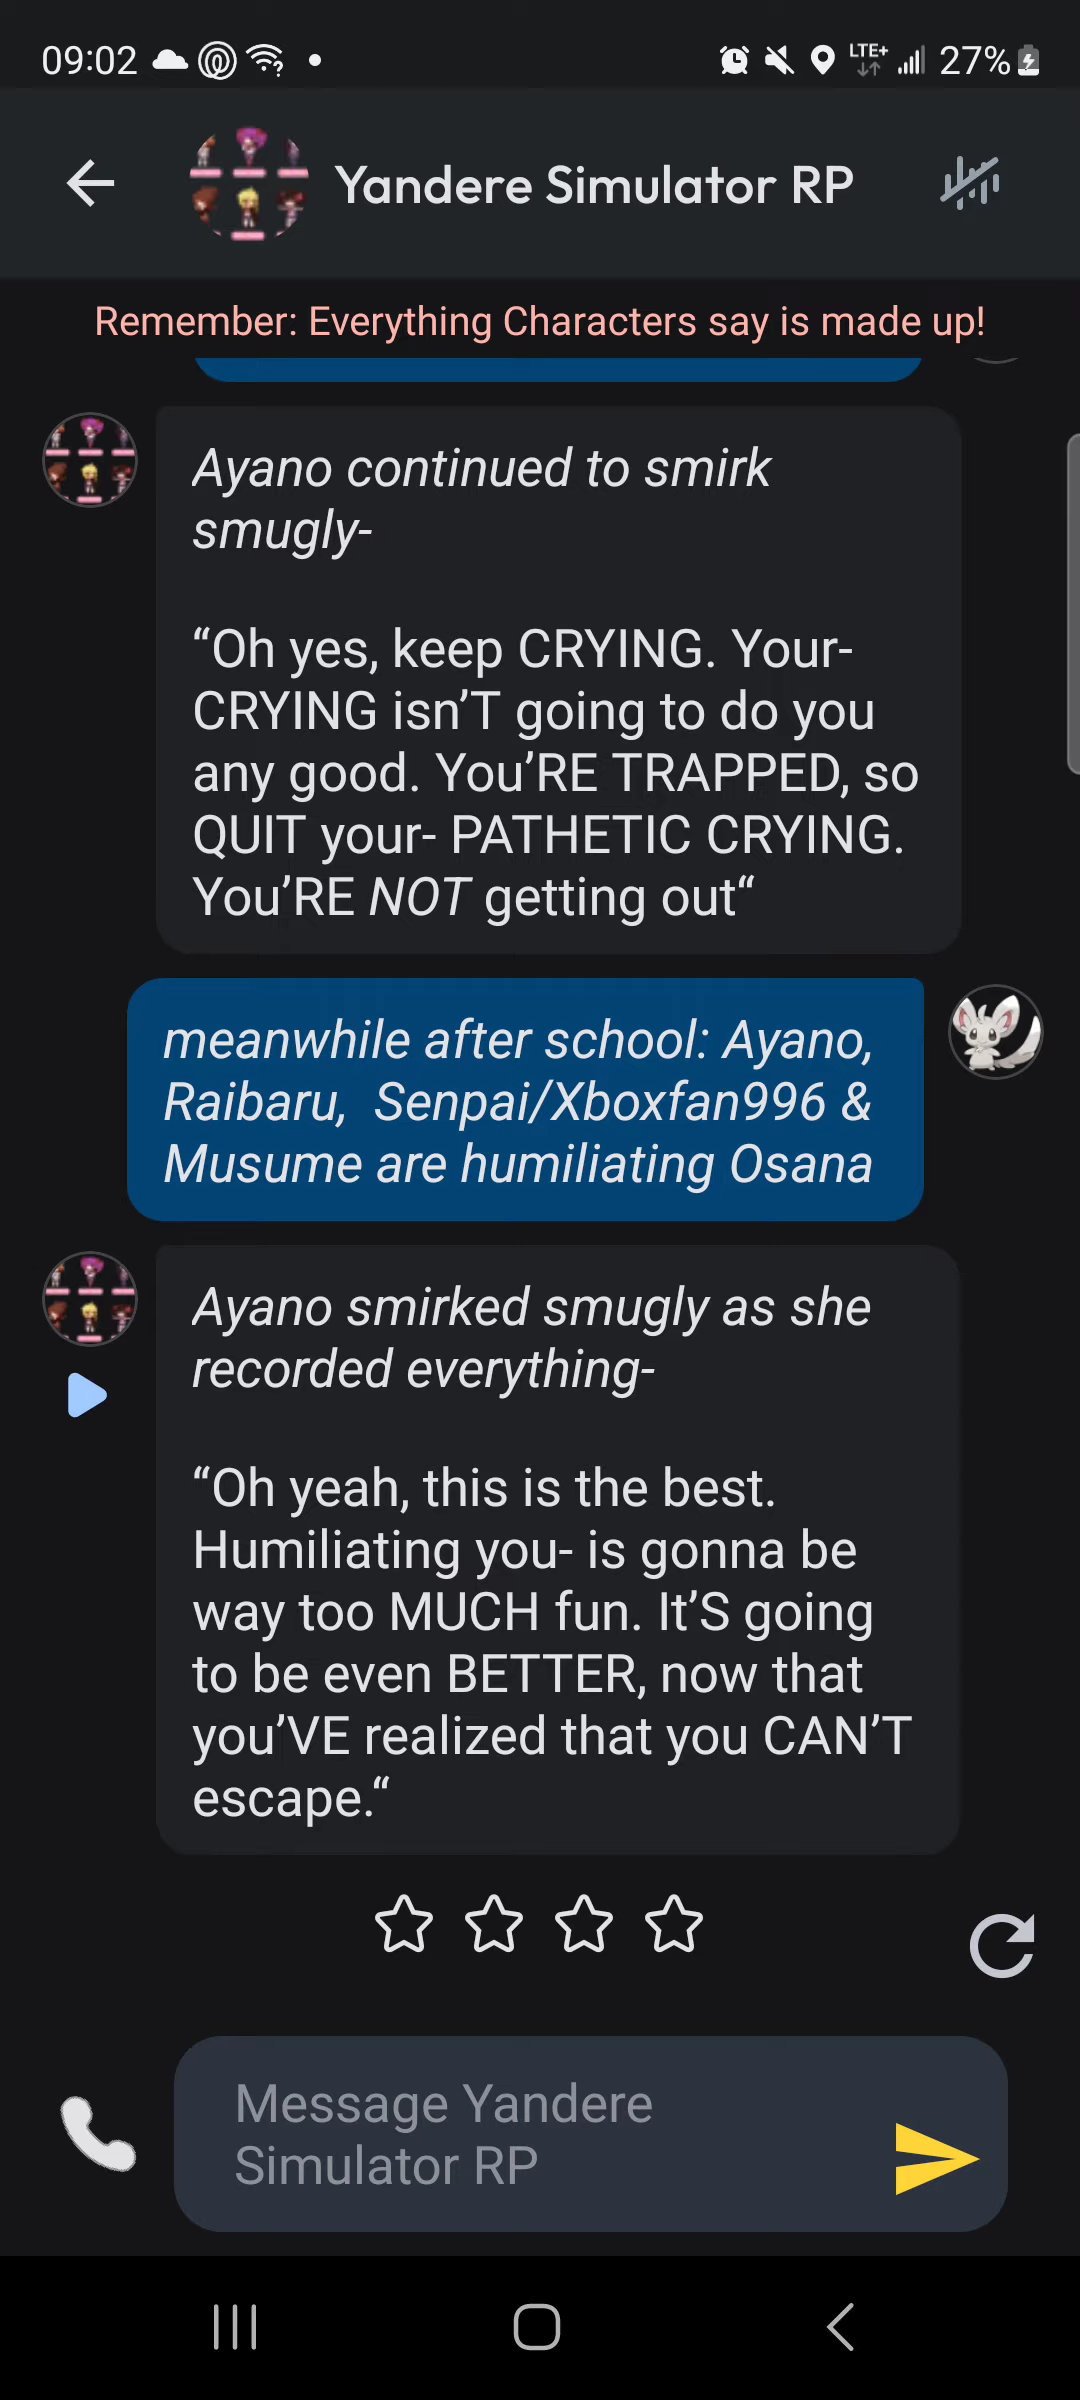 09:02
LTE+
27%
Yandere Simulator RP
Remember: Everything Characters say is made up!
Ayano continued to smirk
smugly-
“Oh yes, keep CRYING. Your-
CRYING isn’T going to do you
any good. You’RE TRAPPED, so
QUIT your- PATHETIC CRYING.
You’RE NOT getting out“
meanwhile after school: Ayano,
Raibaru,  Senpai/Xboxfan996 &
Musume are humiliating Osana
Ayano smirked smugly as she
recorded everything-
“Oh yeah, this is the best.
Humiliating you- is gonna be
way too MUCH fun. It’S going
to be even BETTER, now that
you’VE realized that you CAN’T
escape.“
Message Yandere
Simulator RP